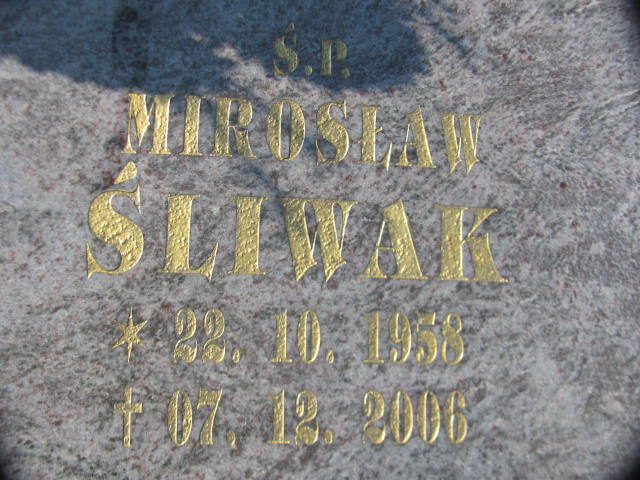 Ś.P.
MIROSŁAW
ŚLIWAK
* 22. 10. 1958
† 07. 12. 2006